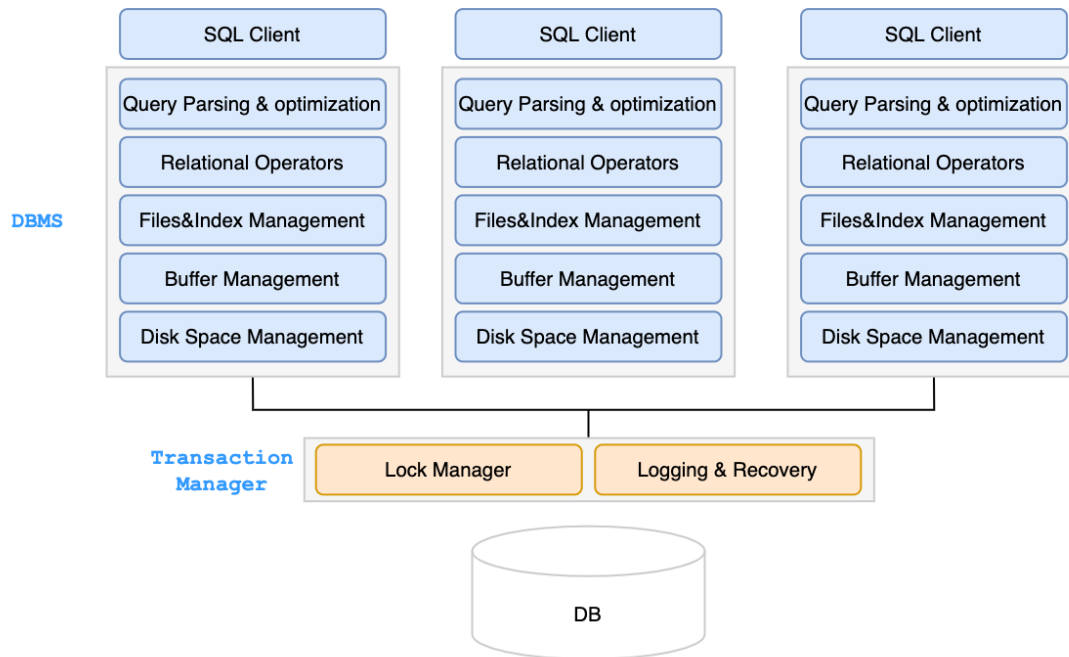 SQL Client
SQL Client
SQL Client
Query Parsing & optimization
Query Parsing & optimization
Query Parsing & optimization
Relational Operators
Relational Operators
Relational Operators
DBMS
Files&Index Management
Files&Index Management
Files&Index Management
Buffer Management
Buffer Management
Buffer Management
Disk Space Management
Disk Space Management
Disk Space Management
Transaction
Manager
Lock Manager
Logging & Recovery
DB